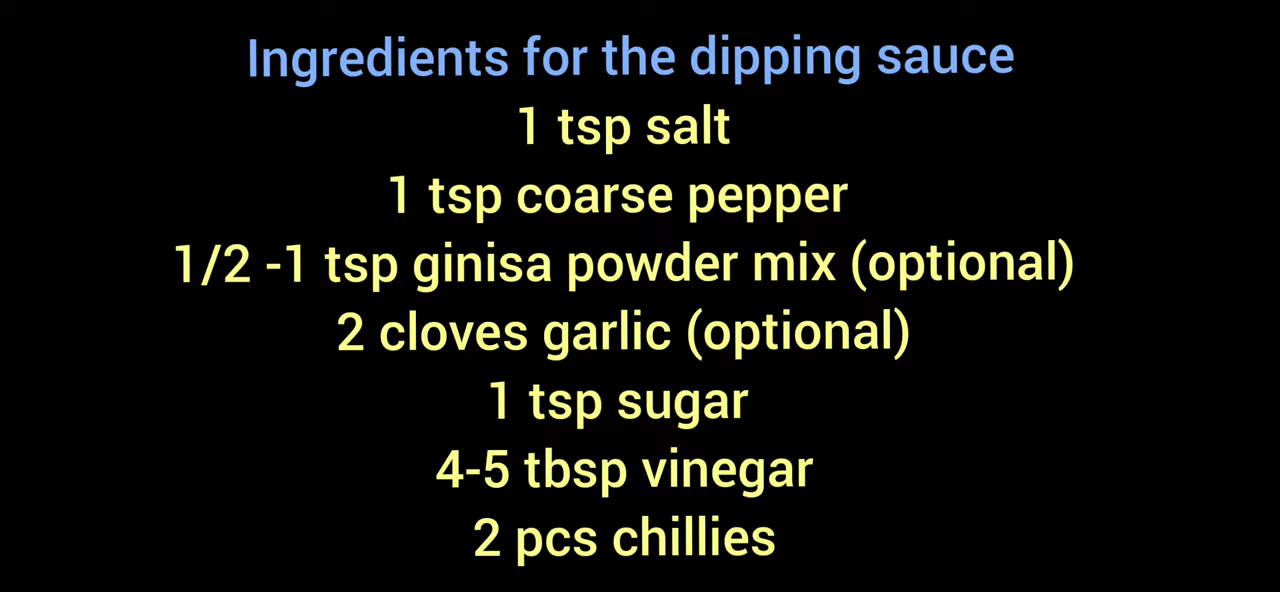 Ingredients for the dipping sauce
1 tsp salt
1 tsp coarse pepper
1/2 -1 tsp ginisa powder mix (optional)
2 cloves garlic (optional)
1 tsp sugar
4-5 tbsp vinegar
2 pcs chillies